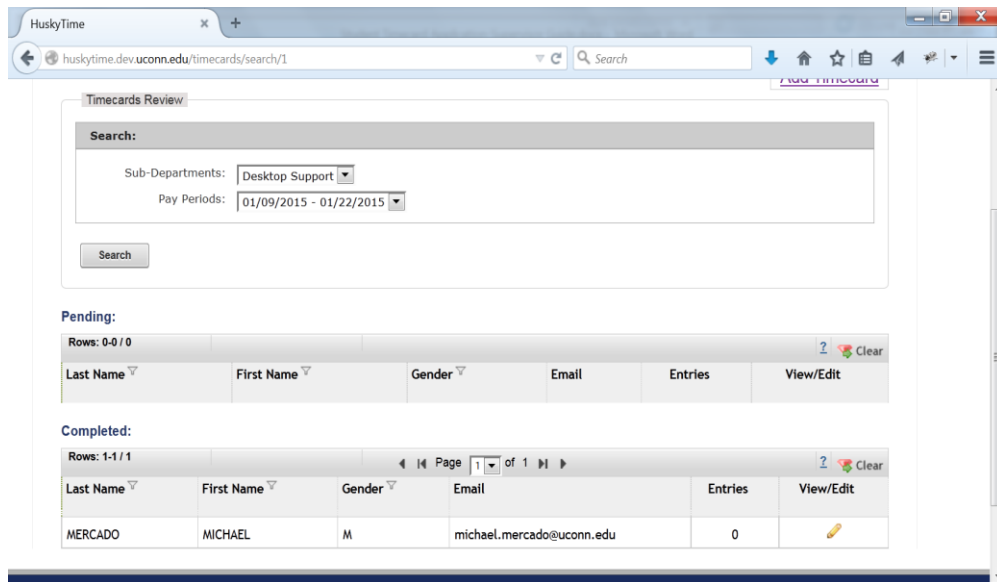 HuskyTime
huskytime.dev.uconn.edu/timecards/search/1
Search
Add Timecard
Timecards Review
Search:
Sub-Departments: Desktop Support
Pay Periods: 01/09/2015 - 01/22/2015
Search
Pending:
Rows: 0-0 / 0 ? Clear
Last Name First Name Gender Email Entries View/Edit
Completed:
Rows: 1-1 / 1 Page 1 of 1 ? Clear
Last Name First Name Gender Email Entries View/Edit
MERCADO MICHAEL M michael.mercado@uconn.edu 0